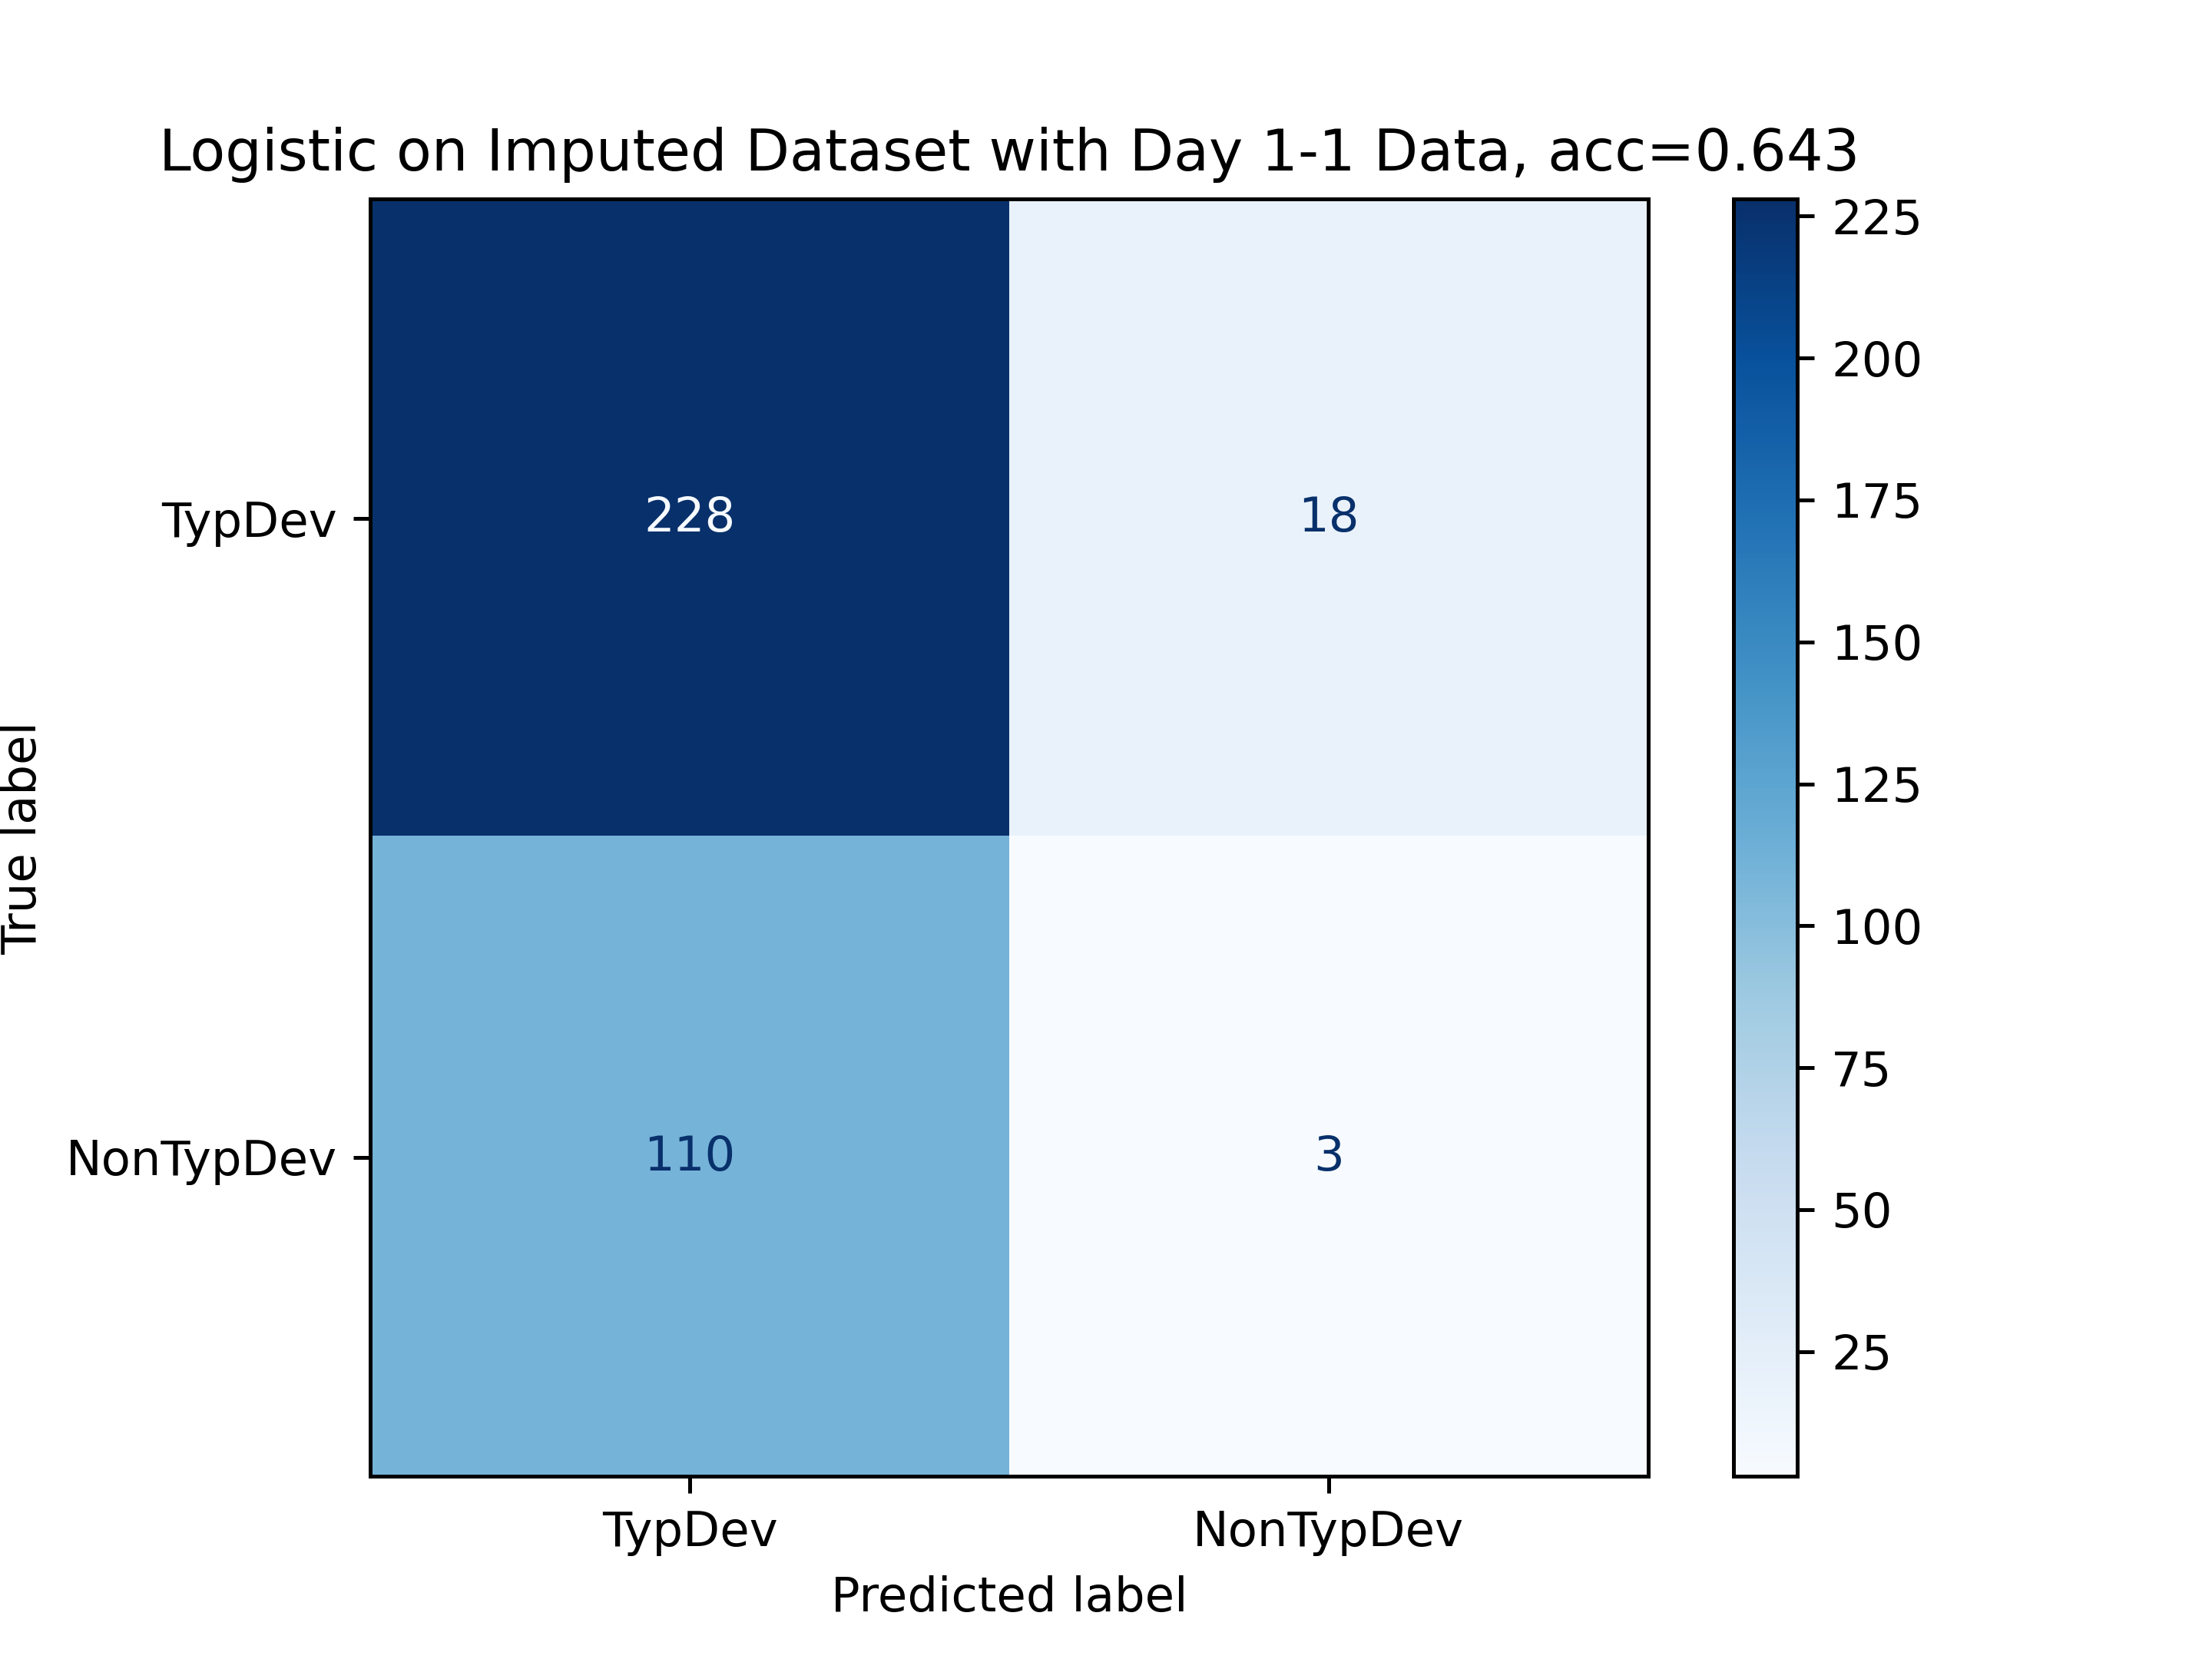 Logistic on Imputed Dataset with Day 1-1 Data, acc=0.643
225
200
175
150
125
100
75
50
25
TypDev
228
18
True label
NonTypDev
110
3
TypDev
NonTypDev
Predicted label